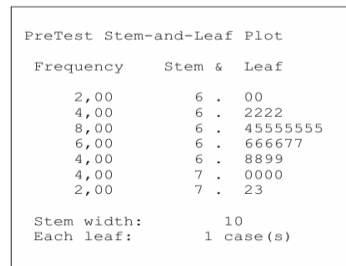 PreTest Stem-and-Leaf Plot
Frequency Stem & Leaf
2,00 6 . 00
4,00 6 . 2222
8,00 6 . 45555555
6,00 6 . 666677
4,00 6 . 8899
4,00 7 . 0000
2,00 7 . 23
Stem width: 10
Each leaf: 1 case(s)